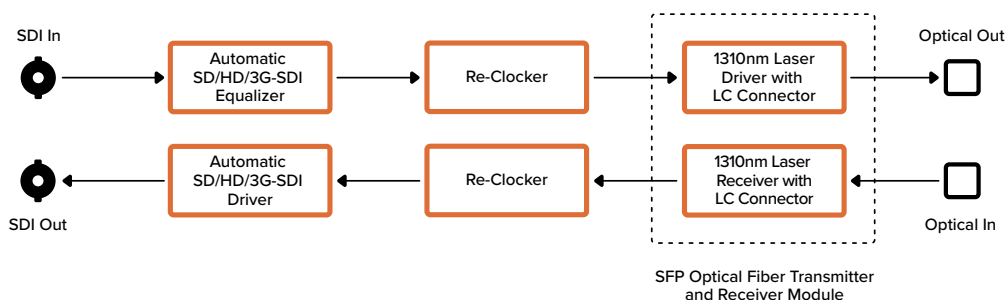 SDI In
Automatic
SD/HD/3G-SDI
Equalizer
Re-Clocker
1310nm Laser
Driver with
LC Connector
Optical Out
SDI Out
Automatic
SD/HD/3G-SDI
Driver
Re-Clocker
1310nm Laser
Receiver with
LC Connector
Optical In
SFP Optical Fiber Transmitter
and Receiver Module